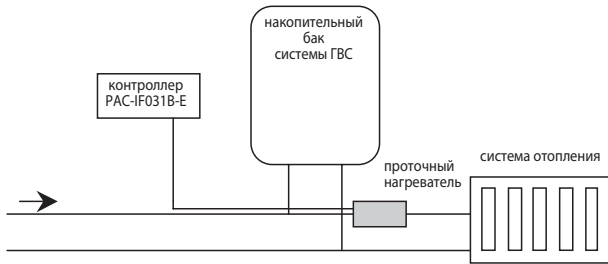 накопительный
бак
системы ГВС
контроллер
PAC-IF031B-E
проточный
нагреватель
система отопления